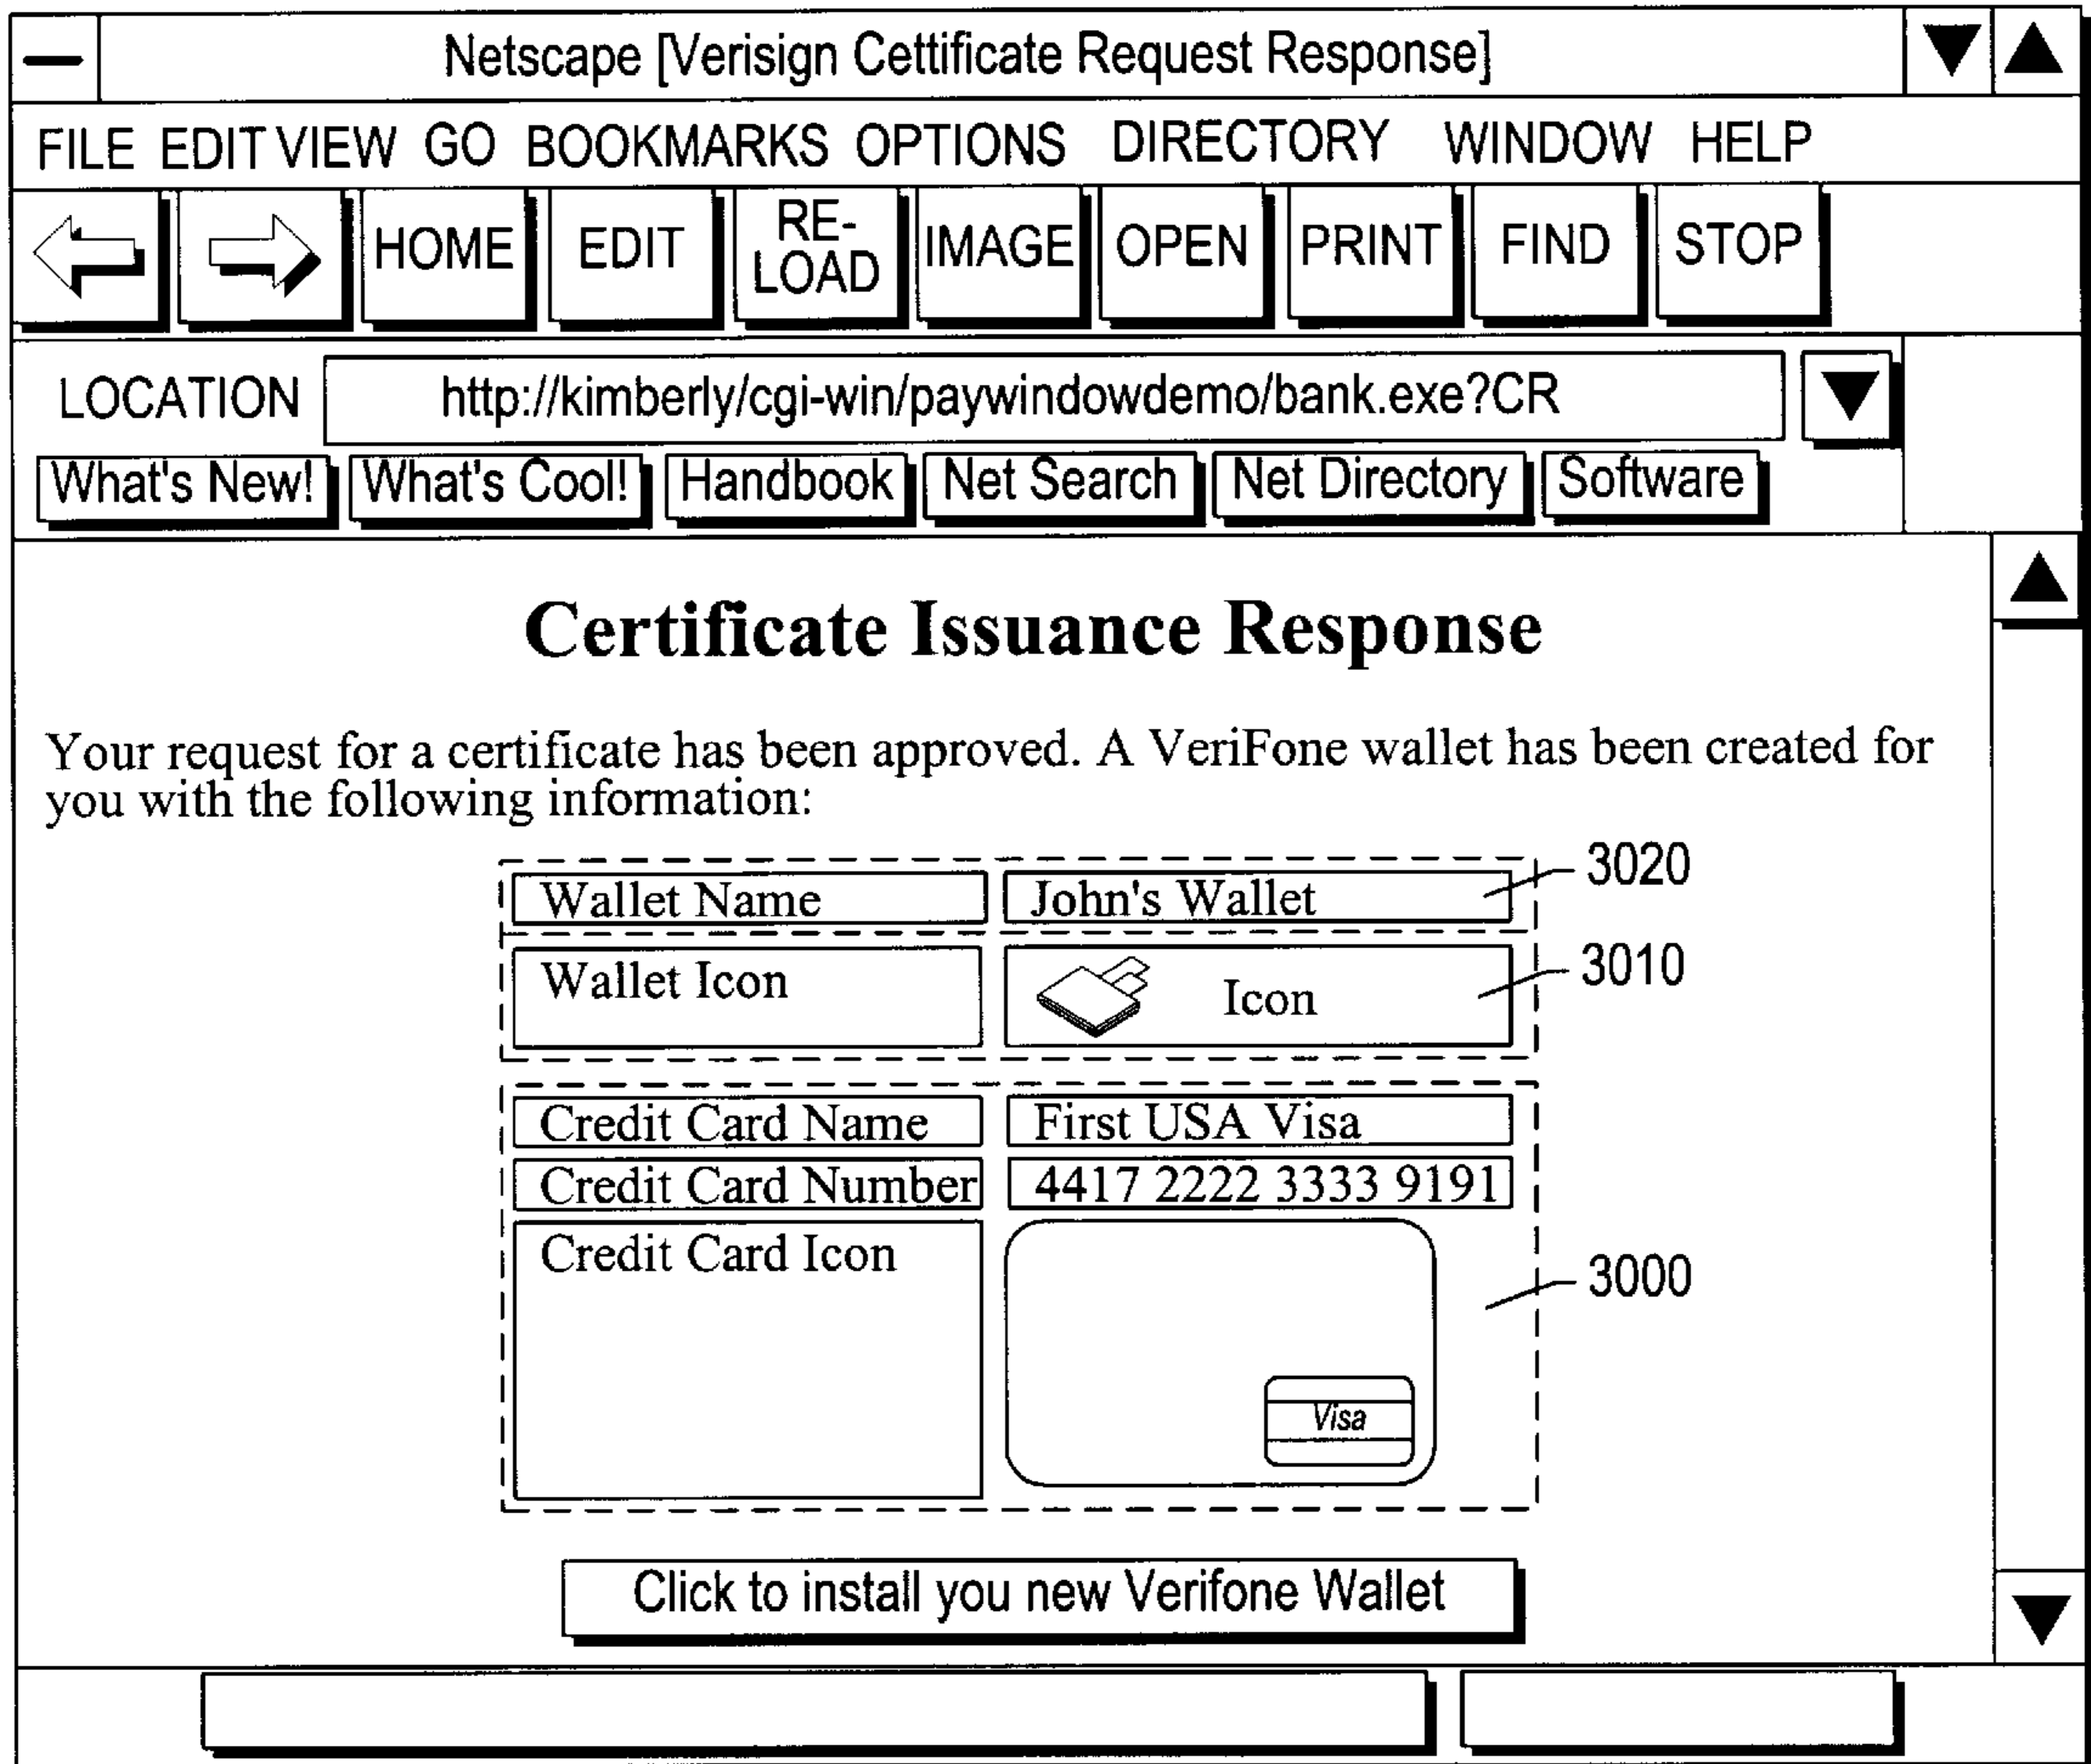 Netscape [Verisign Cettificate Request Response]
FILE EDIT VIEW GO BOOKMARKS OPTIONS DIRECTORY WINDOW HELP
HOME EDIT RE-LOAD IMAGE OPEN PRINT FIND STOP
LOCATION http://kimberly/cgi-win/paywindowdemo/bank.exe?CR
What's New! What's Cool! Handbook Net Search Net Directory Software
Certificate Issuance Response
Your request for a certificate has been approved. A VeriFone wallet has been created for
you with the following information:
Wallet Name John's Wallet 3020
Wallet Icon Icon 3010
Credit Card Name First USA Visa
Credit Card Number 4417 2222 3333 9191
Credit Card Icon 3000
Visa
Click to install you new Verifone Wallet